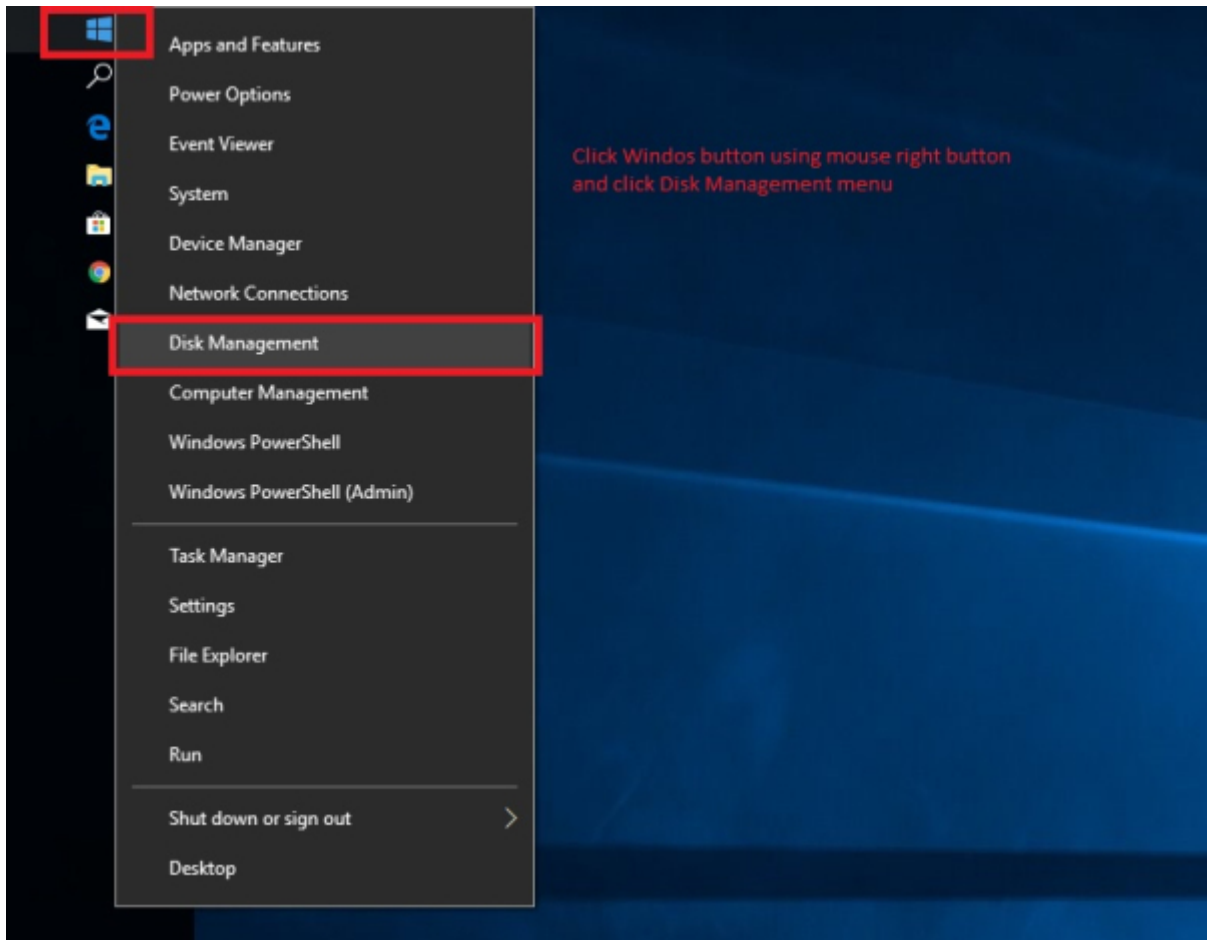 Apps and Features
Power Options
Event Viewer
Click Windos button using mouse right button
and click Disk Management menu
System
Device Manager
Network Connections
Disk Management
Computer Management
Windows PowerShell
Windows PowerShell (Admin)
Task Manager
Settings
File Explorer
Search
Run
Shut down or sign out
Desktop